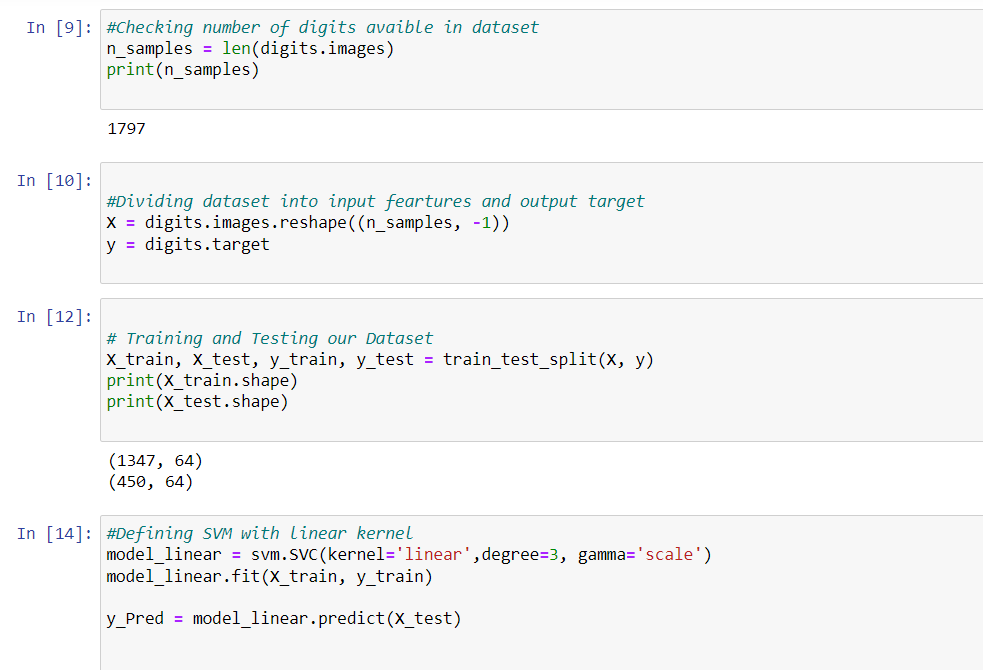 In [9]: #Checking number of digits avaible in dataset
n_samples = len(digits.images)
print(n_samples)
1797
In [10]:
#Dividing dataset into input feartures and output target
X = digits.images.reshape((n_samples, -1))
y = digits.target
In [12]:
# Training and Testing our Dataset
X_train, X_test, y_train, y_test = train_test_split(X, y)
print(X_train.shape)
print(X_test.shape)
(1347, 64)
(450, 64)
In [14]: #Defining SVM with linear kernel
model_linear = svm.SVC(kernel='linear',degree=3, gamma='scale')
model_linear.fit(X_train, y_train)
y_Pred = model_linear.predict(X_test)